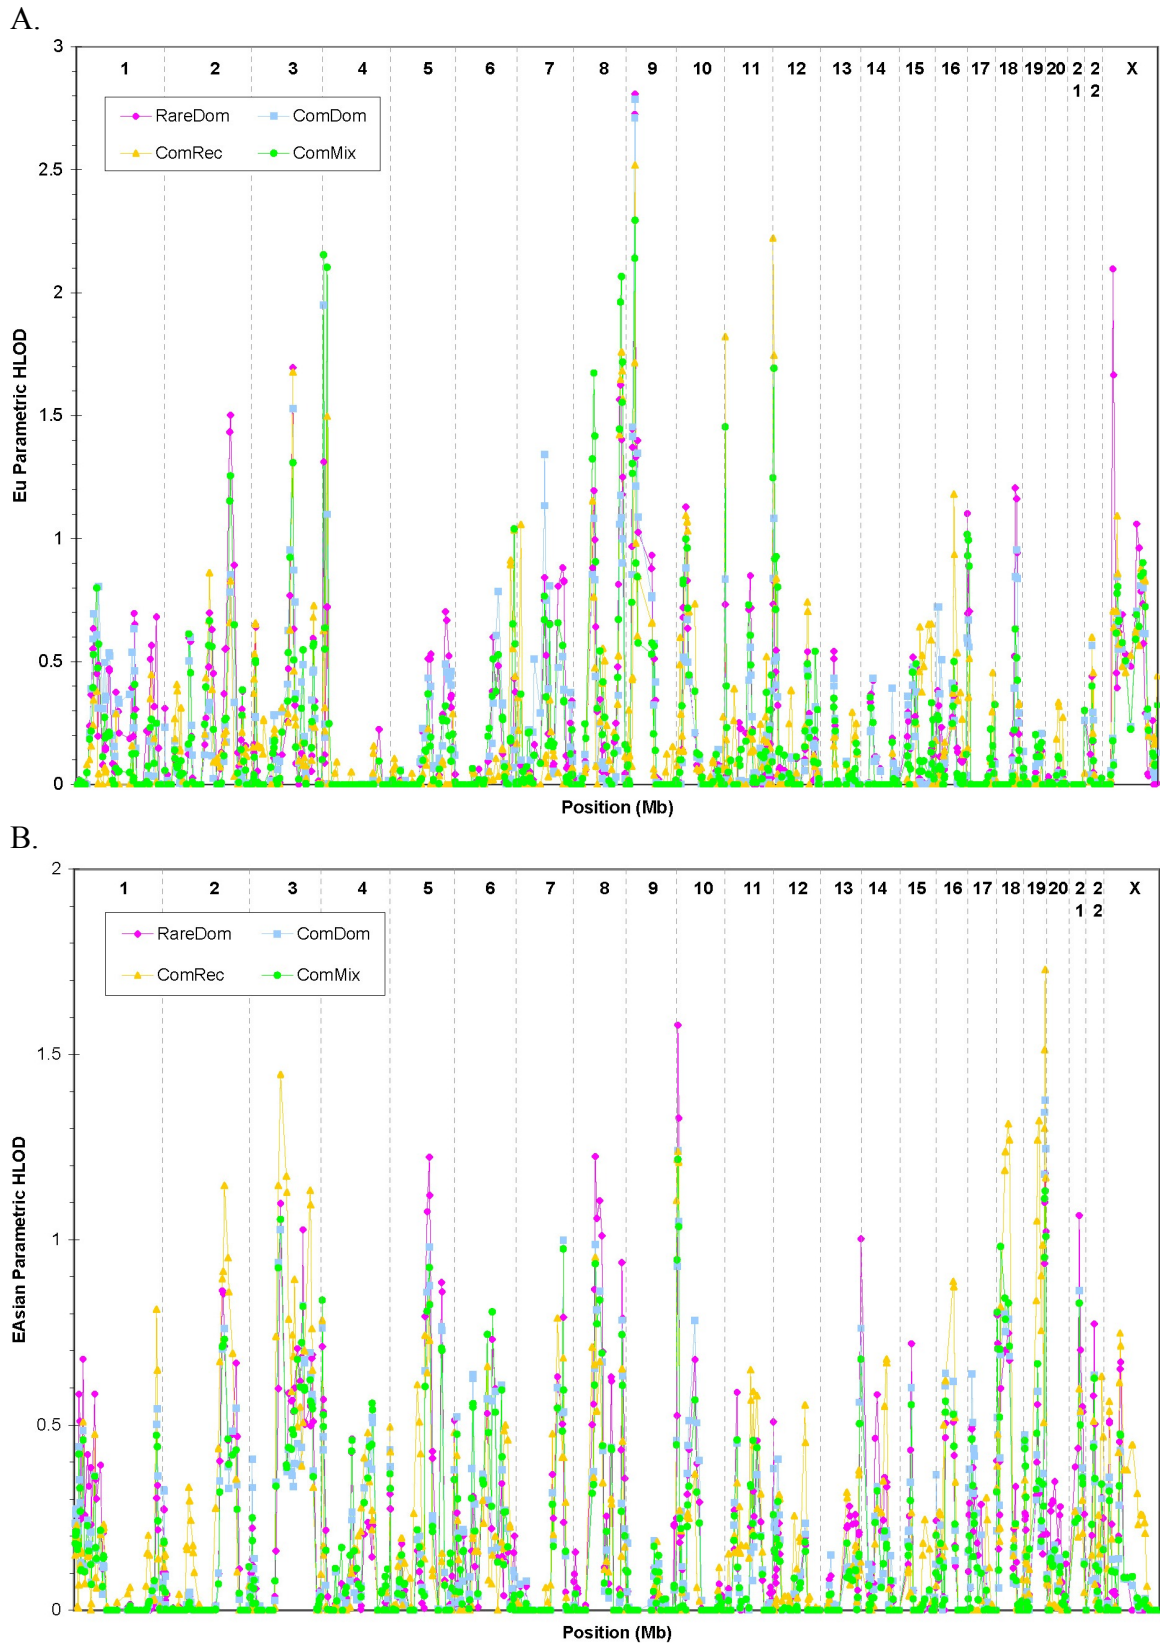 A.
3
1 2 3 4 5 6 7 8 9 10 11 12 13 14 15 16 17 18 19 20 2 2 X
1 2
RareDom ComDom
ComRec ComMix
2.5
2
1.5
1
0.5
0
Eu Parametric HLOD
Position (Mb)
B.
2
1 2 3 4 5 6 7 8 9 10 11 12 13 14 15 16 17 18 19 20 2 2 X
1 2
RareDom ComDom
ComRec ComMix
1.5
1
0.5
0
EAsian Parametric HLOD
Position (Mb)